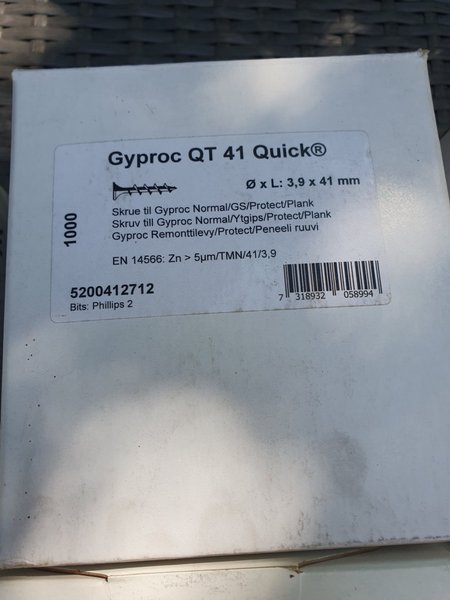 Gyproc QT 41 Quick®
Ø x L: 3,9 x 41 mm
1000
Skrue til Gyproc Normal/GS/Protect/Plank
Skruv till Gyproc Normal/Ytgips/Protect/Plank
Gyproc Remonttilevy/Protect/Peneeli ruuvi
EN 14566: Zn > 5µm/TMN/41/3,9
5200412712
Bits: Phillips 2
7 318932 058994